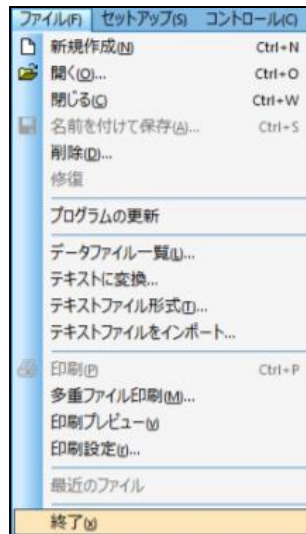 ファイル(F) セットアップ(S) コントロール(C)
新規作成(N) Ctrl+N
開く(O)... Ctrl+O
閉じる(C) Ctrl+W
名前を付けて保存(A)... Ctrl+S
削除(D)...
修復
プログラムの更新
データファイル一覧(L)...
テキストに変換...
テキストファイル形式(T)...
テキストファイルをインポート...
印刷(P) Ctrl+P
多重ファイル印刷(M)...
印刷プレビュー(V)
印刷設定(r)...
最近のファイル
終了(X)